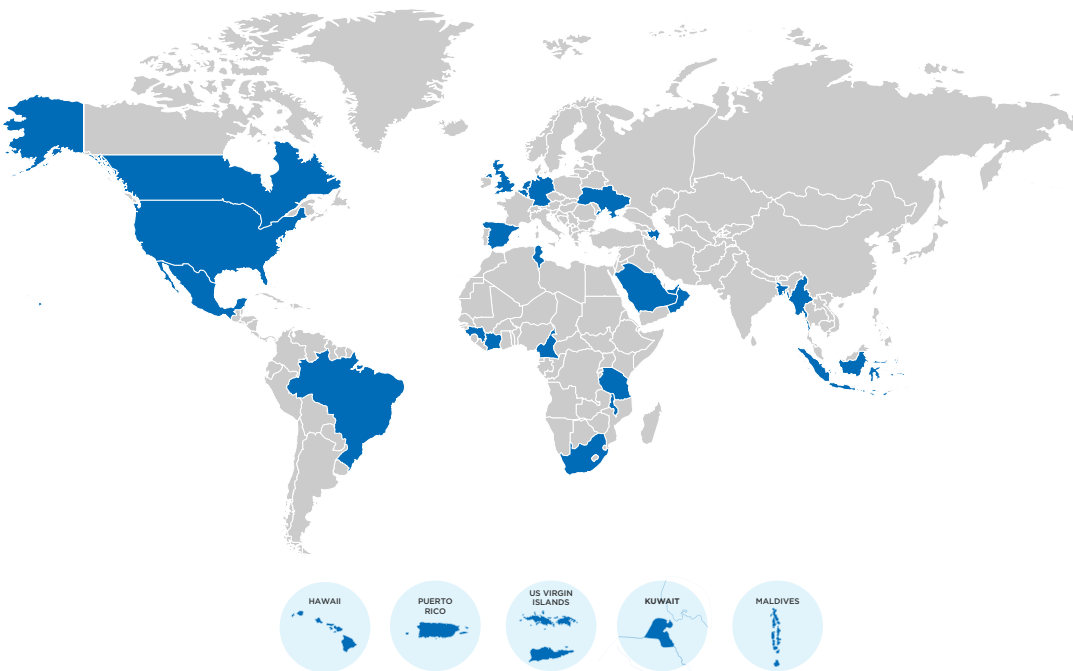 HAWAII
PUERTO
RICO
US VIRGIN
ISLANDS
KUWAIT
MALDIVES